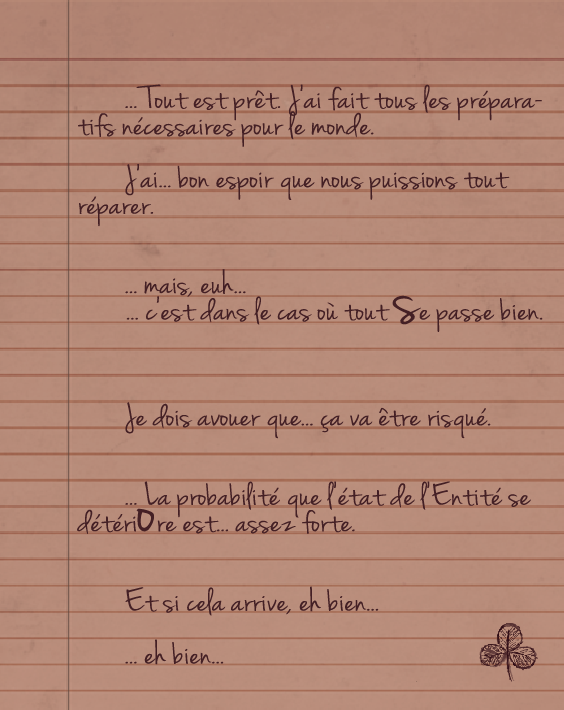 ... Tout est prêt. J'ai fait tous les prépara-
tifs nécessaires pour le monde.
J'ai... bon espoir que nous puissions tout
réparer.
... mais, euh...
... c'est dans le cas où tout Se passe bien.
Je dois avouer que... ça va être risqué.
... La probabilité que l'état de l'Entité se
détériOre est... assez forte.
Et si cela arrive, eh bien...
... eh bien...